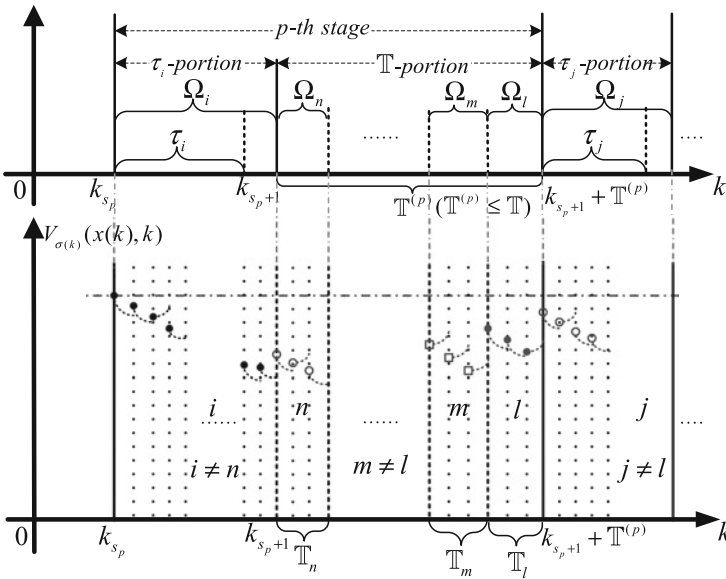 p-th stage
τ_i-portion 𝕋-portion τ_j-portion
Ω_i Ω_n Ω_m Ω_l Ω_j
...... ....
τ_i τ_j
0 k_{s_p} k_{s_p+1} 𝕋^{(p)} (𝕋^{(p)} ≤ 𝕋) k_{s_p+1} + 𝕋^{(p)} k
V_{σ(k)}(x(k), k)
i n m l j
...... ...... ....
i ≠ n m ≠ l j ≠ l
0 k_{s_p} k_{s_p+1} k_{s_p+1} + 𝕋^{(p)} k
𝕋_n 𝕋_m 𝕋_l